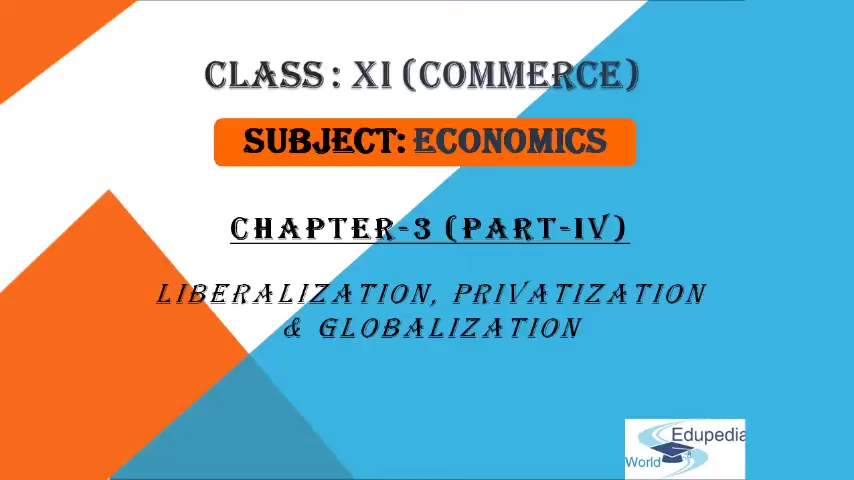 CLASS : XI (COMMERCE)
SUBJECT: ECONOMICS
CHAPTER-3 (PART-IV)
LIBERALIZATION, PRIVATIZATION
& GLOBALIZATION
Edupedia
World